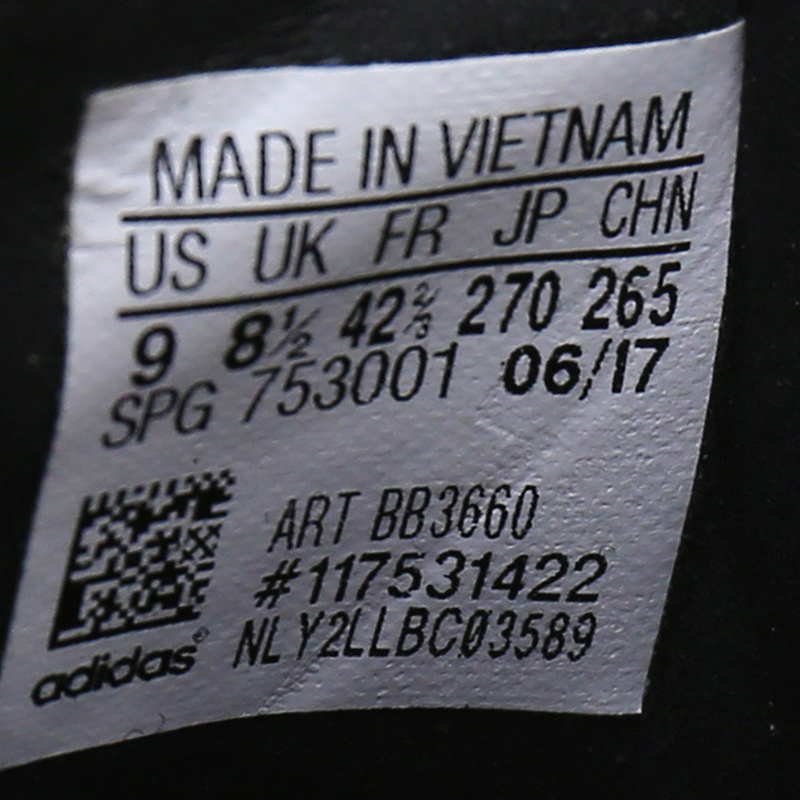 MADE IN VIETNAM
US UK FR JP CHN
9 8½ 42⅔ 270 265
SPG 753001 06/17
ART BB3660
#117531422
NLY2LLBC03589
adidas®